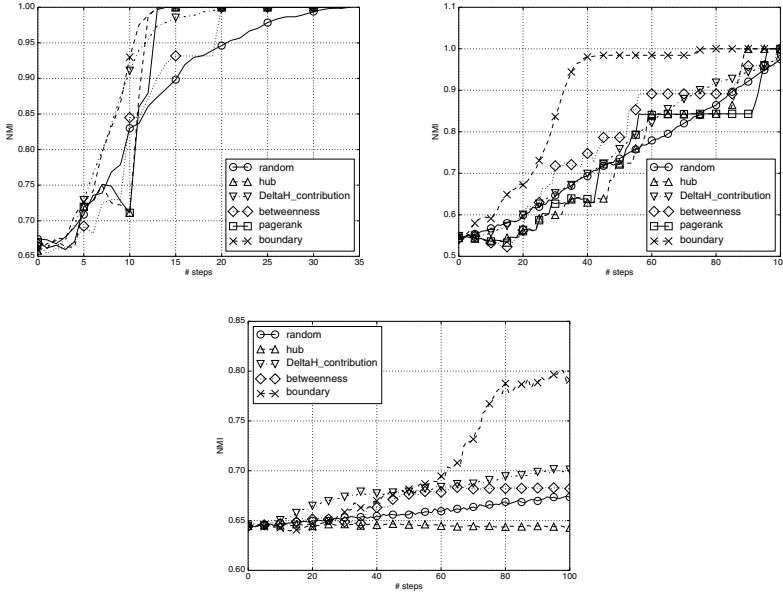 1.00
0.95
0.90
0.85
0.80
0.75
0.70
0.65
NMI
0 5 10 15 20 25 30 35
# steps
random
hub
DeltaH_contribution
betweenness
pagerank
boundary
1.1
1.0
0.9
0.8
0.7
0.6
0.5
NMI
0 20 40 60 80 100
# steps
random
hub
DeltaH_contribution
betweenness
pagerank
boundary
0.85
0.80
0.75
0.70
0.65
0.60
NMI
0 20 40 60 80 100
# steps
random
hub
DeltaH_contribution
betweenness
boundary